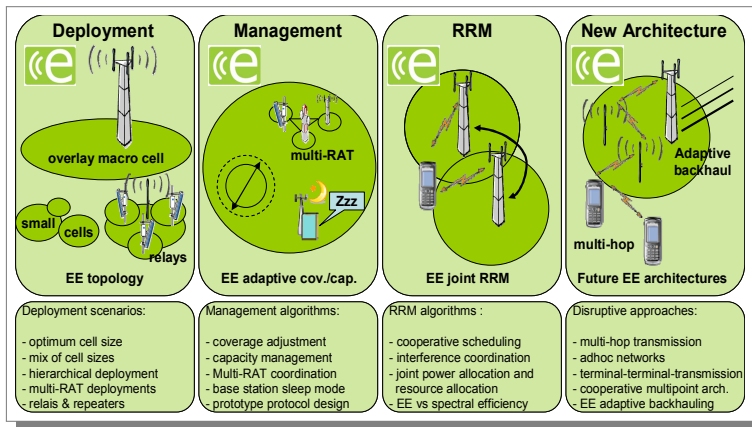 Deployment
e
overlay macro cell
small
cells
relays
EE topology
Management
e
multi-RAT
Zzz
EE adaptive cov./cap.
RRM
e
EE joint RRM
New Architecture
e
Adaptive
backhaul
multi-hop
Future EE architectures
Deployment scenarios:
- optimum cell size
- mix of cell sizes
- hierarchical deployment
- multi-RAT deployments
- relais & repeaters
Management algorithms:
- coverage adjustment
- capacity management
- Multi-RAT coordination
- base station sleep mode
- prototype protocol design
RRM algorithms :
- cooperative scheduling
- interference coordination
- joint power allocation and
resource allocation
- EE vs spectral efficiency
Disruptive approaches:
- multi-hop transmission
- adhoc networks
- terminal-terminal-transmission
- cooperative multipoint arch.
- EE adaptive backhauling